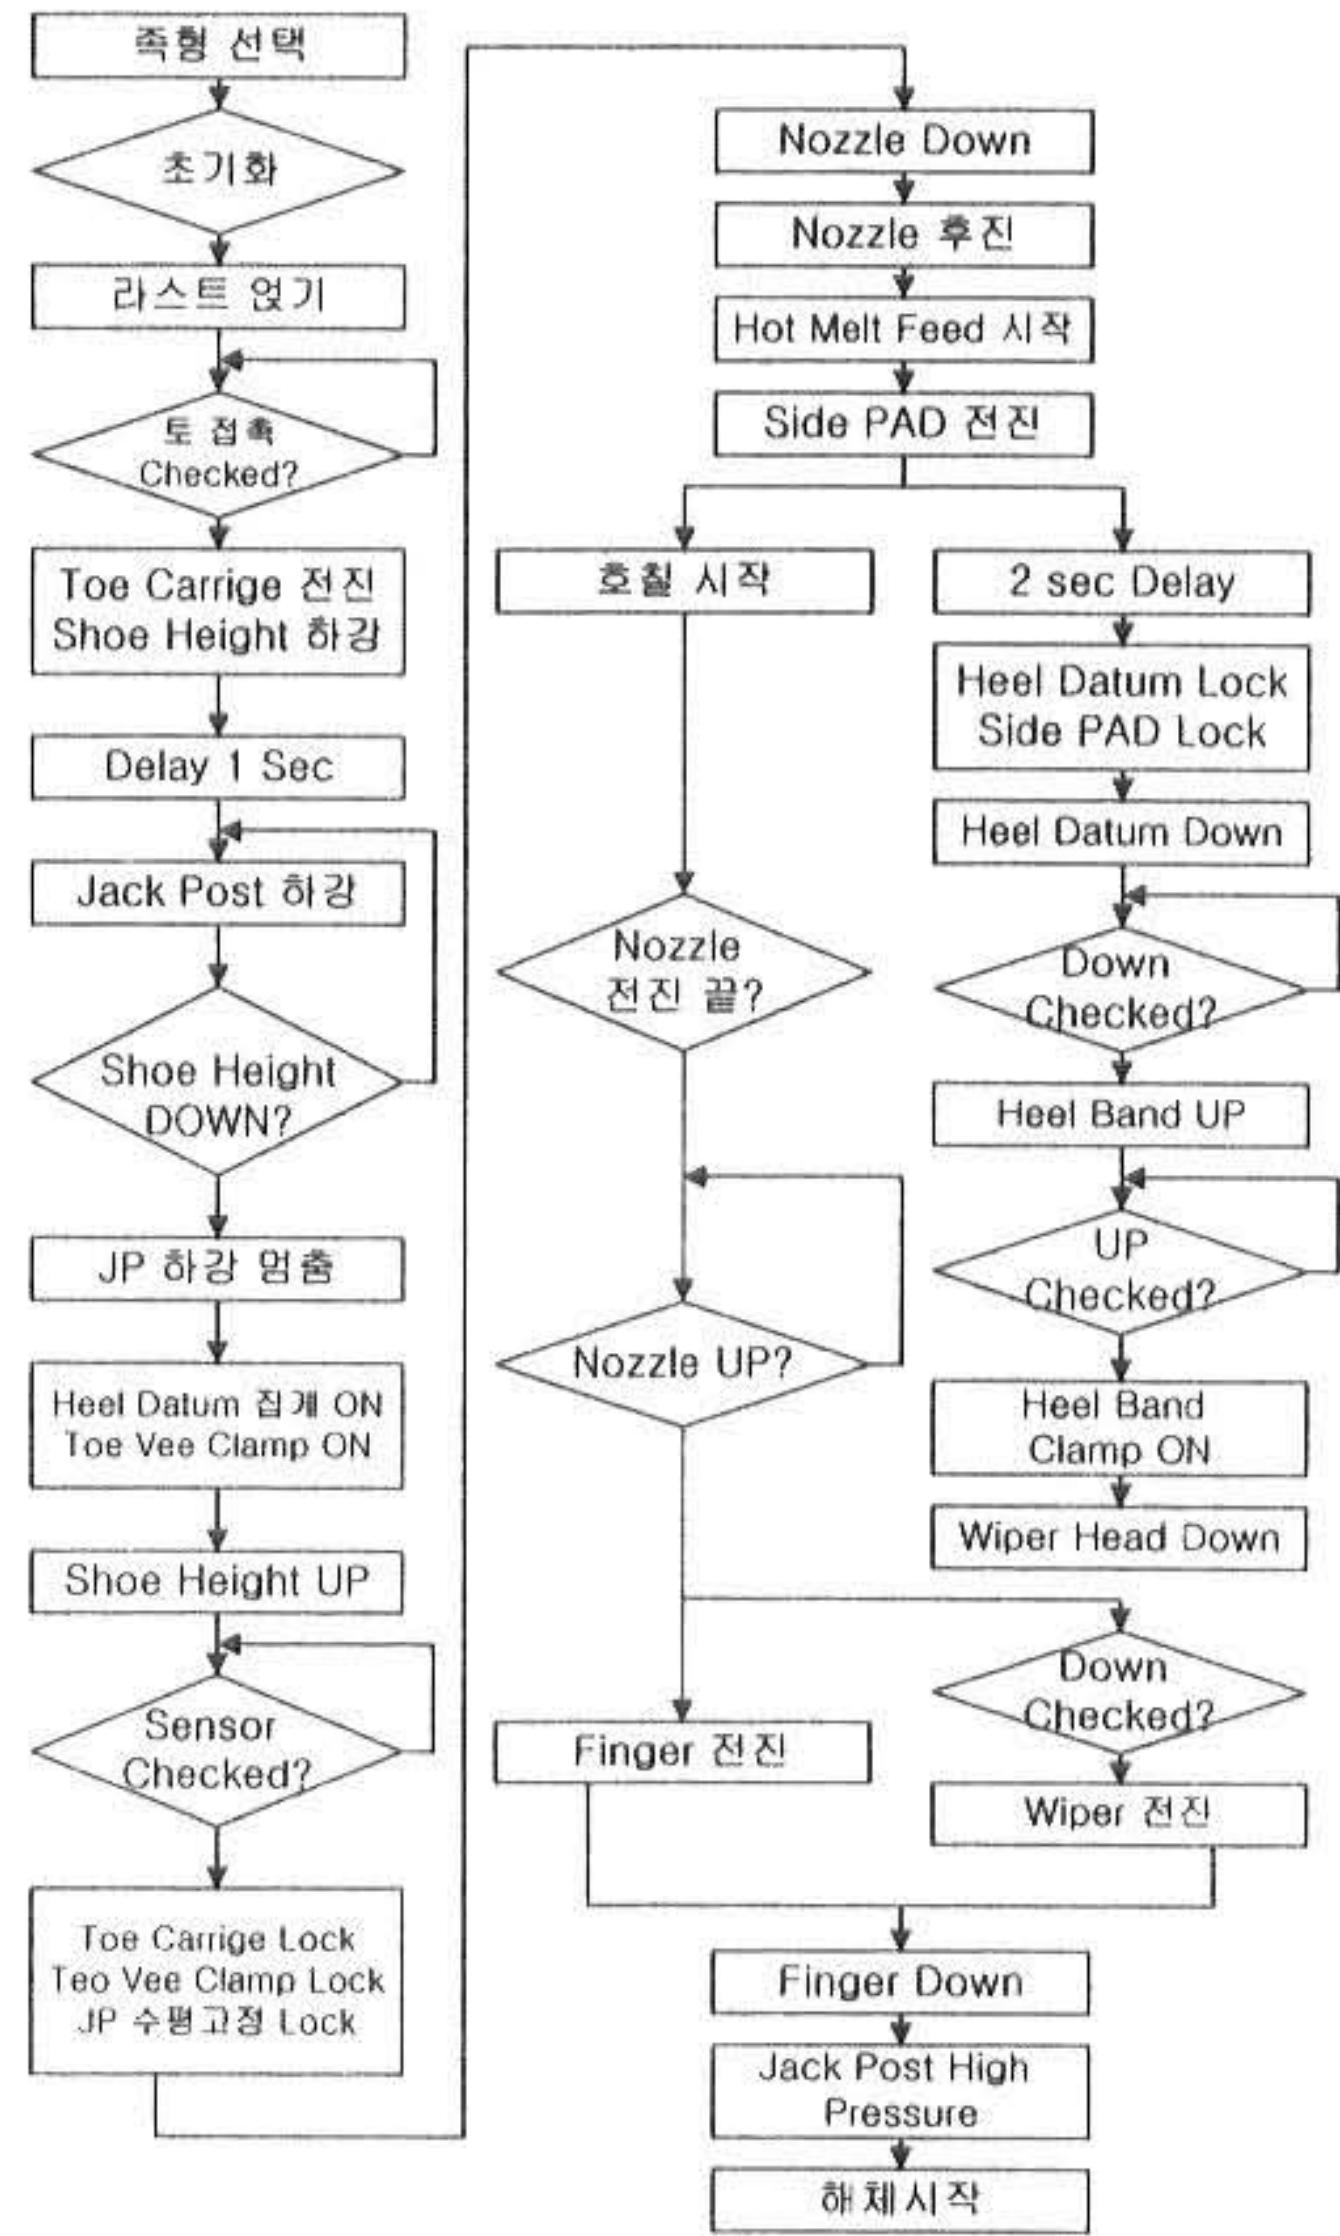 족형 선택
초기화
라스트 얹기
토 접촉
Checked?
Toe Carrige 전진
Shoe Height 하강
Delay 1 Sec
Jack Post 하강
Shoe Height
DOWN?
JP 하강 멈춤
Heel Datum 집게 ON
Toe Vee Clamp ON
Shoe Height UP
Sensor
Checked?
Toe Carrige Lock
Teo Vee Clamp Lock
JP 수평고정 Lock
Nozzle Down
Nozzle 후진
Hot Melt Feed 시작
Side PAD 전진
호칠 시작
Nozzle
전진 끝?
Nozzle UP?
Finger 전진
2 sec Delay
Heel Datum Lock
Side PAD Lock
Heel Datum Down
Down
Checked?
Heel Band UP
UP
Checked?
Heel Band
Clamp ON
Wiper Head Down
Down
Checked?
Wiper 전진
Finger Down
Jack Post High
Pressure
해체시작